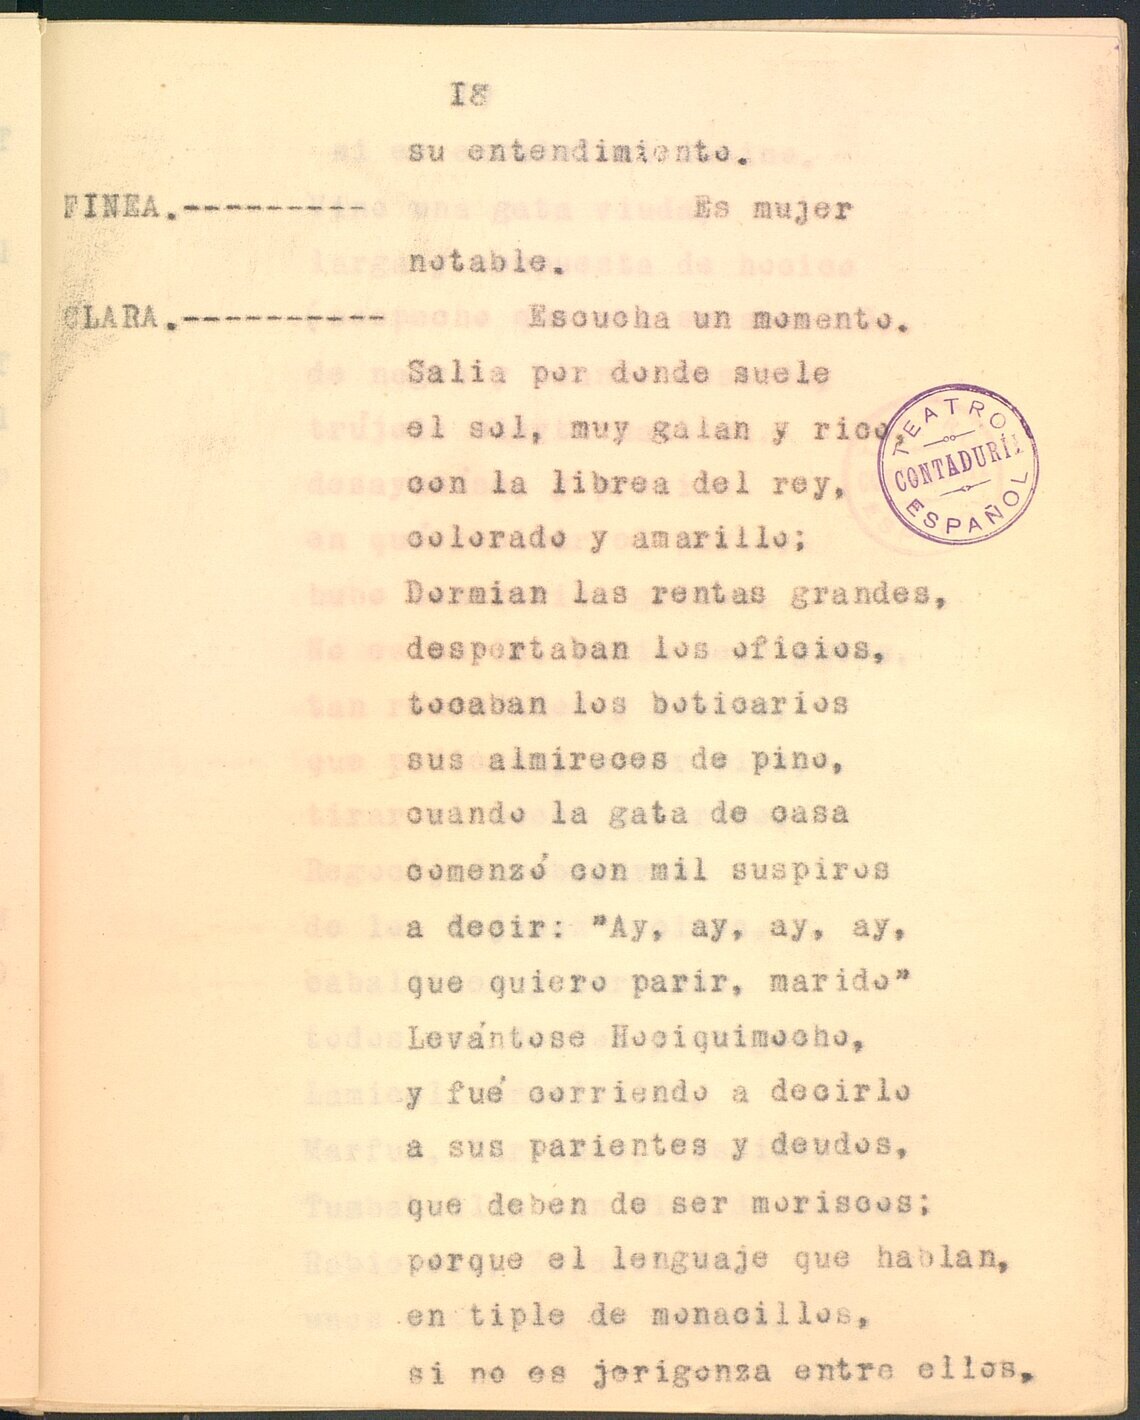 18
su entendimiento.
FINEA.---------- Es mujer
notable.
CLARA.---------- Escucha un momento.
Salia por donde suele
el sol, muy galan y rico,
con la librea del rey,
colorado y amarillo;
Dormian las rentas grandes,
despertaban los oficios,
tocaban los boticarios
sus almireces de pino,
cuando la gata de casa
comenzó con mil suspiros
a decir: "Ay, ay, ay, ay,
que quiero parir, marido"
Levántose Hociquimocho,
y fué corriendo a decirlo
a sus parientes y deudos,
que deben de ser moriscos;
porque el lenguaje que hablan,
en tiple de monacillos,
si no es jerigonza entre ellos,
TEATRO
CONTADURÍA
ESPAÑOL